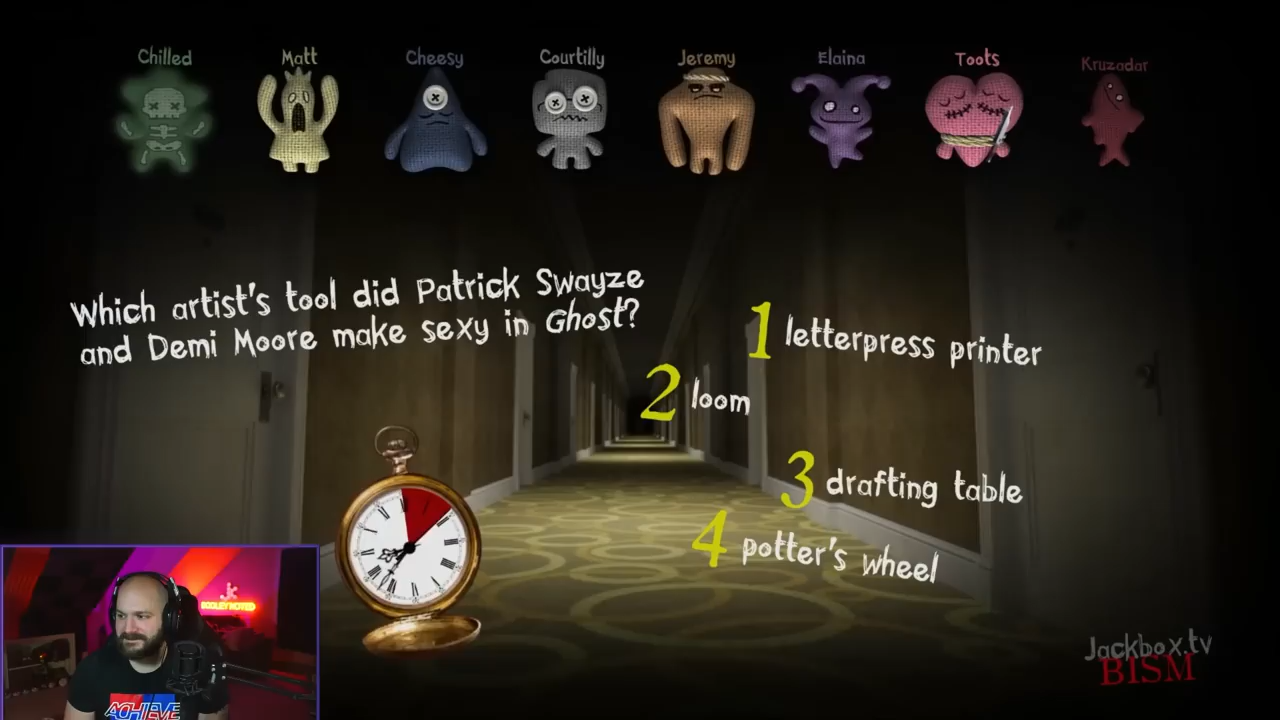 Chilled
Matt
Cheesy
Courtilly
Jeremy
Elaina
Toots
Kruzadar
Which artist's tool did Patrick Swayze
and Demi Moore make sexy in Ghost?
1 letterpress printer
2 loom
3 drafting table
4 potter's wheel
Jackbox.tv
BISM
ACHIEVE